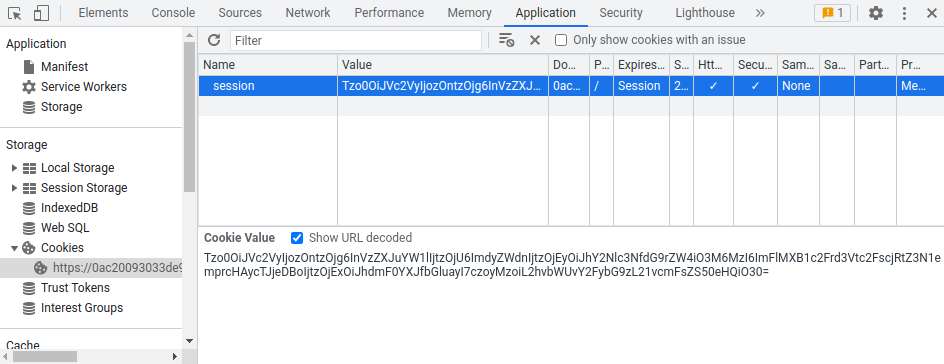 Elements Console Sources Network Performance Memory Application Security Lighthouse » 1
Application
Manifest
Service Workers
Storage
Storage
Local Storage
Session Storage
IndexedDB
Web SQL
Cookies
https://0ac20093033de9
Trust Tokens
Interest Groups
Cache
Filter
Only show cookies with an issue
Name Value Do… P… Expires… S… Htt… Secu… Sam… Sa… Part… Pr…
session Tzo0OiJVc2VyIjozOntzOjg6InVzZXJ… 0ac… / Session 2… ✓ ✓ None Me…
Cookie Value Show URL decoded
Tzo0OiJVc2VyIjozOntzOjg6InVzZXJuYW1lIjtzOjU6ImdyZWdnIjtzOjEyOiJhY2Nlc3NfdG9rZW4iO3M6MzI6ImFlMXB1c2Frd3Vtc2FscjRtZ3N1e
emprcHAycTJjeDBoIjtzOjExOiJhdmF0YXJfbGluayI7czoyMzoiL2hvbWUvY2FybG9zL21vcmFsZS50eHQiO30=